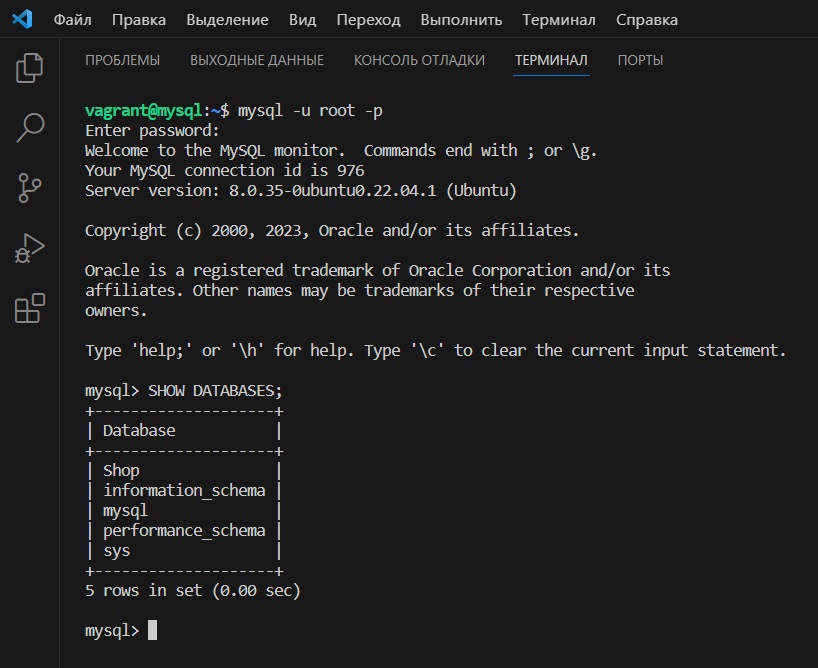 Файл Правка Выделение Вид Переход Выполнить Терминал Справка
ПРОБЛЕМЫ ВЫХОДНЫЕ ДАННЫЕ КОНСОЛЬ ОТЛАДКИ ТЕРМИНАЛ ПОРТЫ
vagrant@mysql:~$ mysql -u root -p
Enter password:
Welcome to the MySQL monitor.  Commands end with ; or \g.
Your MySQL connection id is 976
Server version: 8.0.35-0ubuntu0.22.04.1 (Ubuntu)
Copyright (c) 2000, 2023, Oracle and/or its affiliates.
Oracle is a registered trademark of Oracle Corporation and/or its
affiliates. Other names may be trademarks of their respective
owners.
Type 'help;' or '\h' for help. Type '\c' to clear the current input statement.
mysql> SHOW DATABASES;
+--------------------+
| Database           |
+--------------------+
| Shop               |
| information_schema |
| mysql              |
| performance_schema |
| sys                |
+--------------------+
5 rows in set (0.00 sec)
mysql>